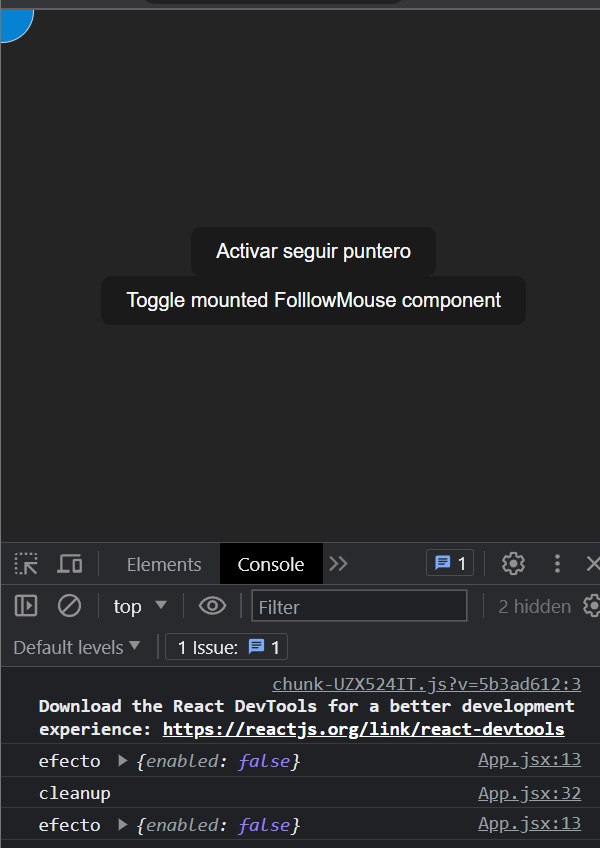 Activar seguir puntero
Toggle mounted FolllowMouse component
Elements Console 1
top Filter 2 hidden
Default levels 1 Issue: 1
chunk-UZX524IT.js?v=5b3ad612:3
Download the React DevTools for a better development
experience: https://reactjs.org/link/react-devtools
efecto {enabled: false} App.jsx:13
cleanup App.jsx:32
efecto {enabled: false} App.jsx:13